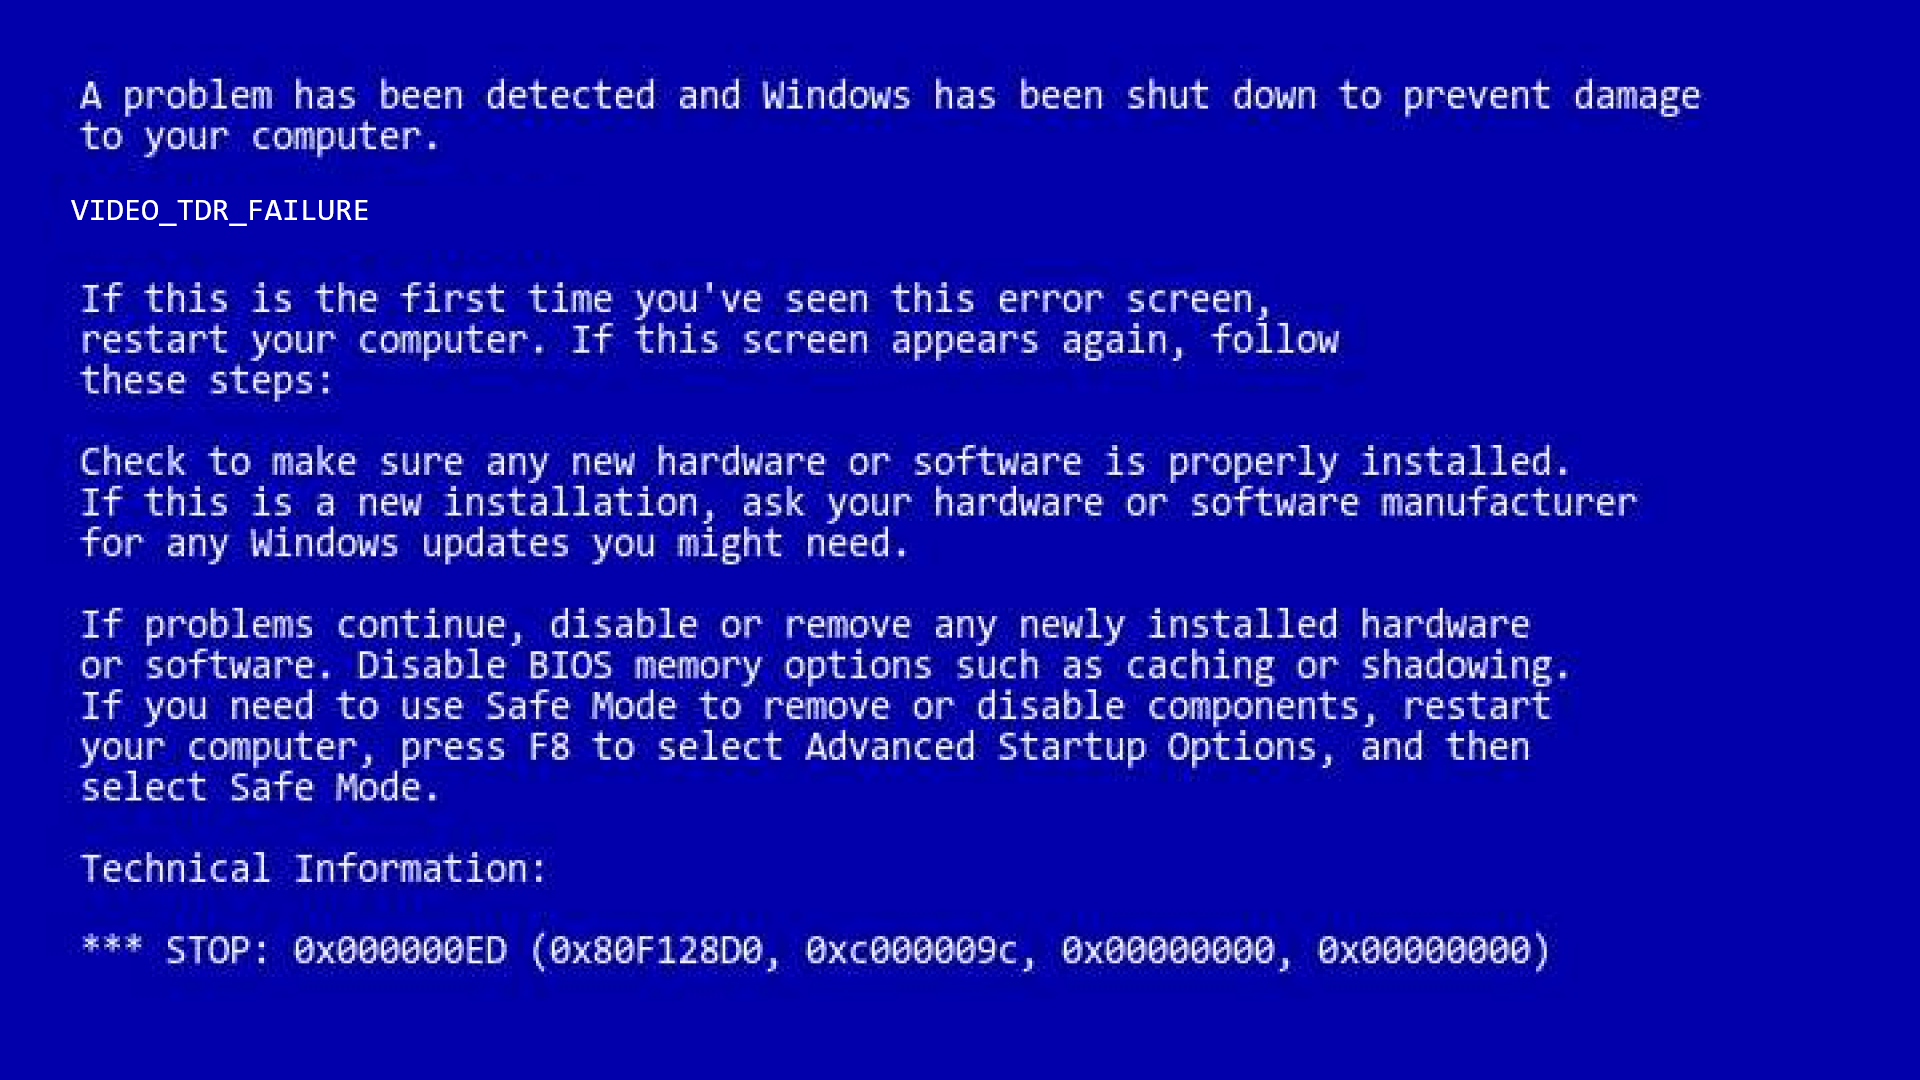 A problem has been detected and Windows has been shut down to prevent damage
to your computer.
VIDEO_TDR_FAILURE
If this is the first time you've seen this error screen,
restart your computer. If this screen appears again, follow
these steps:
Check to make sure any new hardware or software is properly installed.
If this is a new installation, ask your hardware or software manufacturer
for any Windows updates you might need.
If problems continue, disable or remove any newly installed hardware
or software. Disable BIOS memory options such as caching or shadowing.
If you need to use Safe Mode to remove or disable components, restart
your computer, press F8 to select Advanced Startup Options, and then
select Safe Mode.
Technical Information:
*** STOP: 0x000000ED (0x80F128D0, 0xc000009c, 0x00000000, 0x00000000)